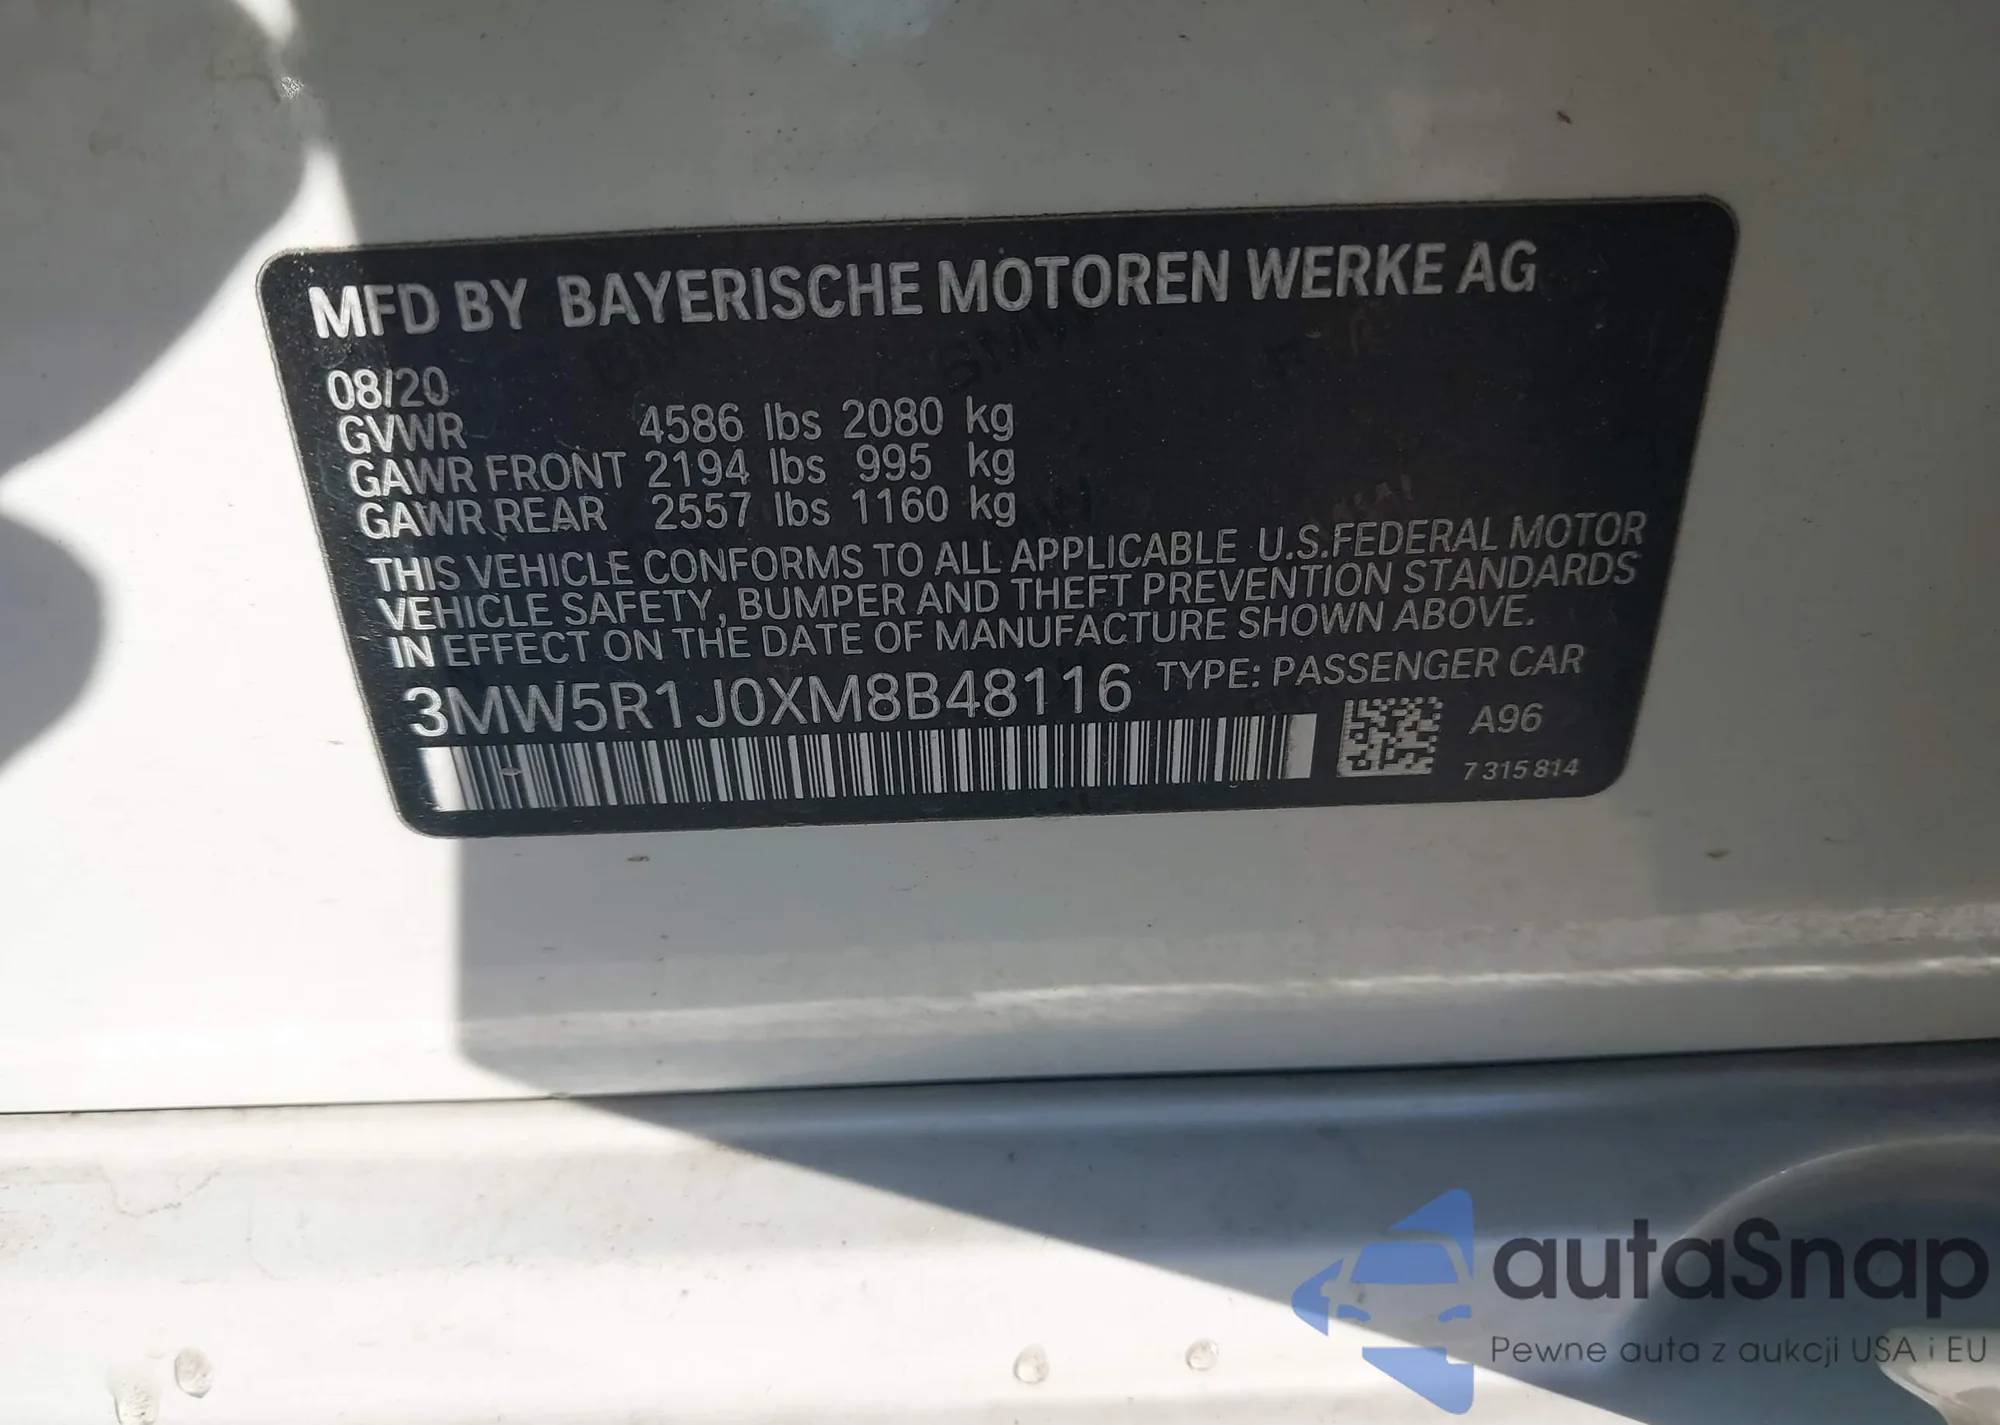 MFD BY BAYERISCHE MOTOREN WERKE AG
08/20
GVWR 4586 lbs 2080 kg
GAWR FRONT 2194 lbs 995 kg
GAWR REAR 2557 lbs 1160 kg
THIS VEHICLE CONFORMS TO ALL APPLICABLE U.S.FEDERAL MOTOR
VEHICLE SAFETY, BUMPER AND THEFT PREVENTION STANDARDS
IN EFFECT ON THE DATE OF MANUFACTURE SHOWN ABOVE.
3MW5R1J0XM8B48116 TYPE: PASSENGER CAR
A96
7 315 814
autaSnap
Pewne auta z aukcji USA i EU